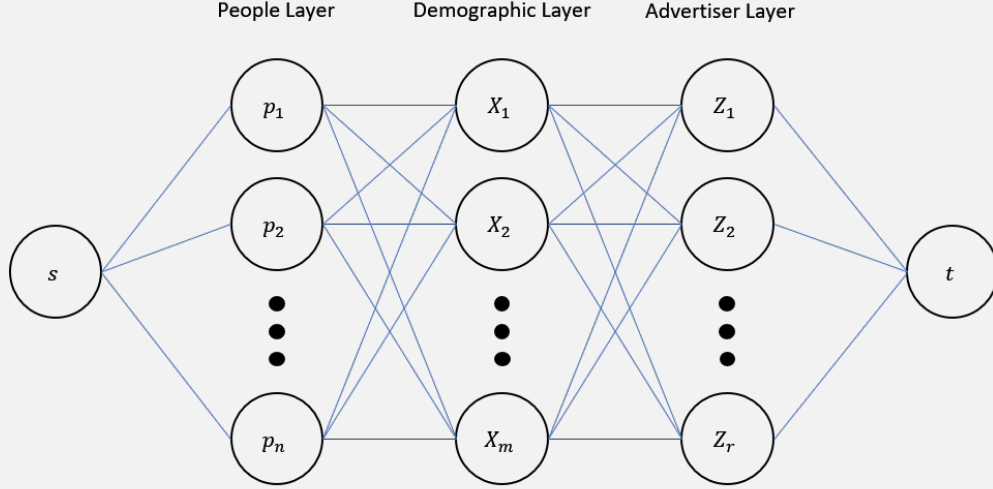 People Layer Demographic Layer Advertiser Layer
p₁ X₁ Z₁
p₂ X₂ Z₂
s t
pₙ Xₘ Zᵣ